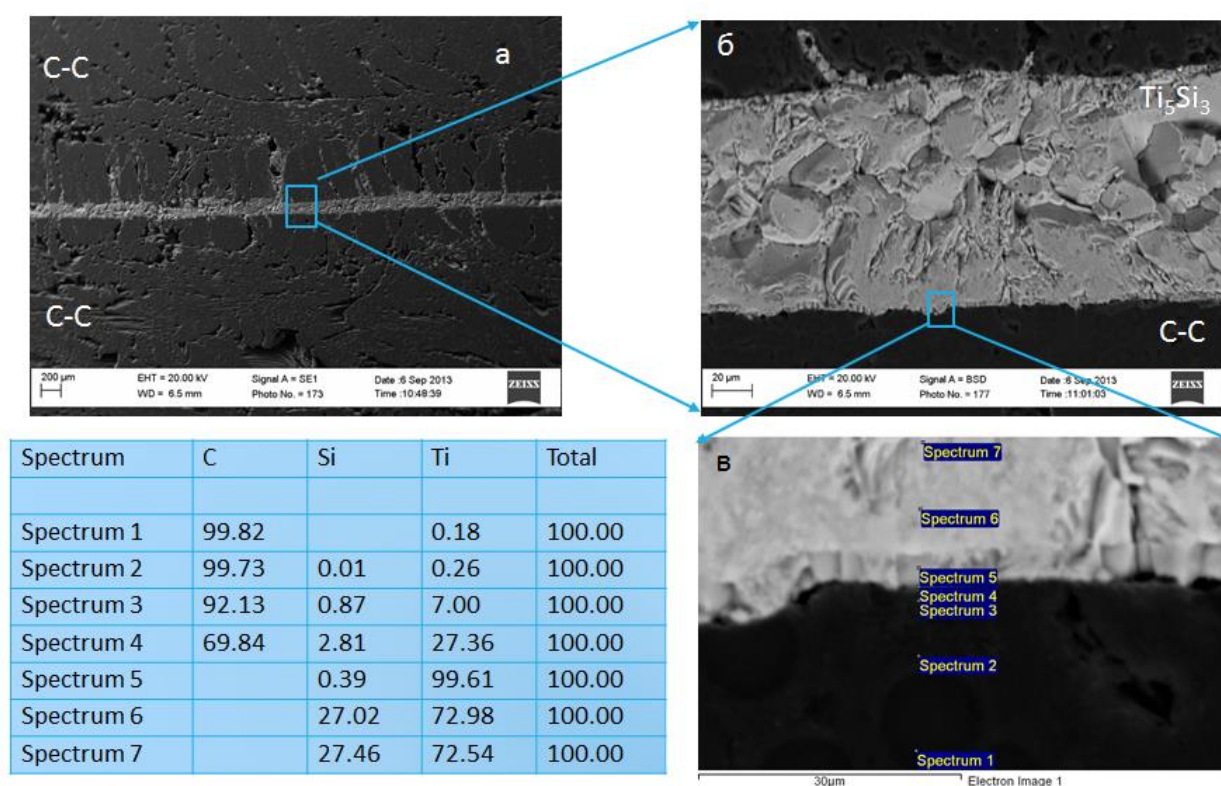 C-C
а
C-C
200 µm
EHT = 20.00 kV
WD = 6.5 mm
Signal A = SE1
Photo No. = 173
Date :6 Sep 2013
Time :10:48:39
ZEISS
б
Ti₅Si₃
C-C
20 µm
EHT = 20.00 kV
WD = 6.5 mm
Signal A = BSD
Photo No. = 177
Date :6 Sep 2013
Time :11:01:03
ZEISS
Spectrum C Si Ti Total
Spectrum 1 99.82 0.18 100.00
Spectrum 2 99.73 0.01 0.26 100.00
Spectrum 3 92.13 0.87 7.00 100.00
Spectrum 4 69.84 2.81 27.36 100.00
Spectrum 5 0.39 99.61 100.00
Spectrum 6 27.02 72.98 100.00
Spectrum 7 27.46 72.54 100.00
в
Spectrum 7
Spectrum 6
Spectrum 5
Spectrum 4
Spectrum 3
Spectrum 2
Spectrum 1
30µm
Electron Image 1